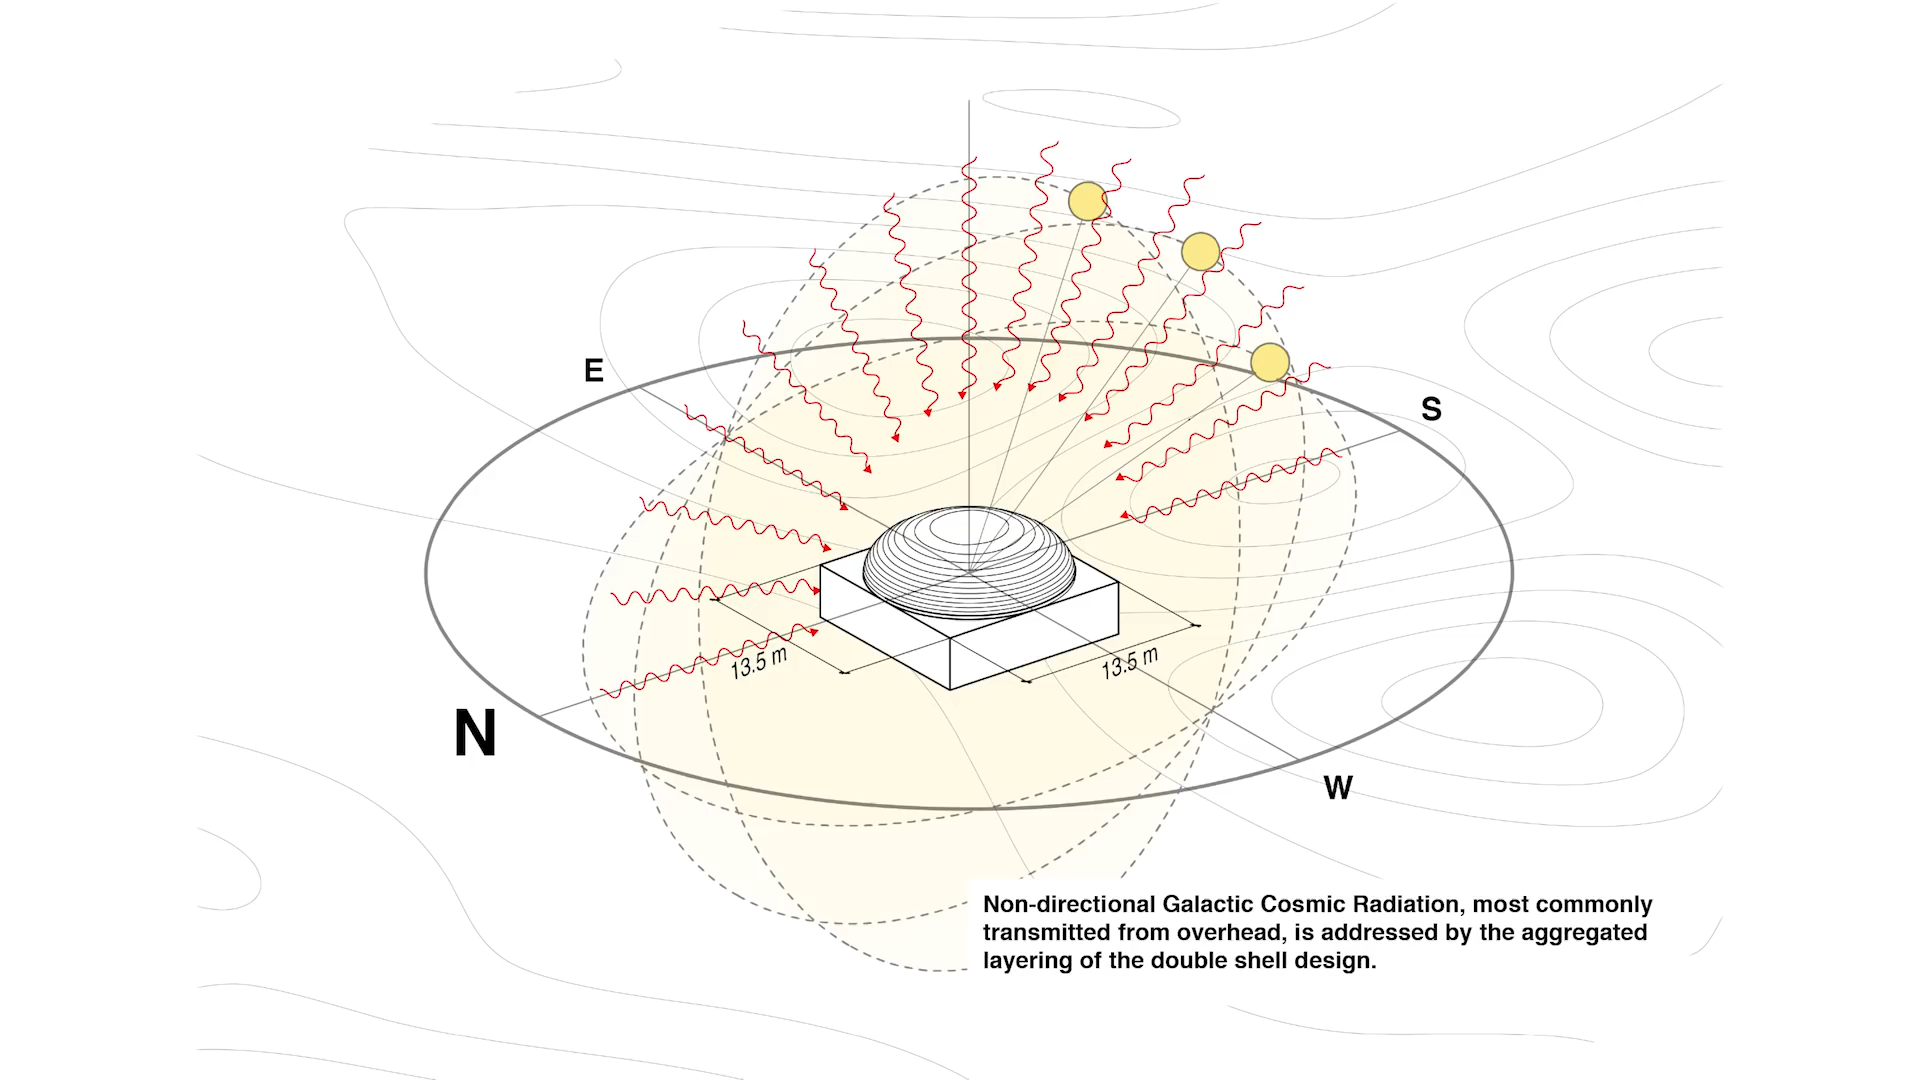 E
S
13.5 m
13.5 m
N
W
Non-directional Galactic Cosmic Radiation, most commonly
transmitted from overhead, is addressed by the aggregated
layering of the double shell design.